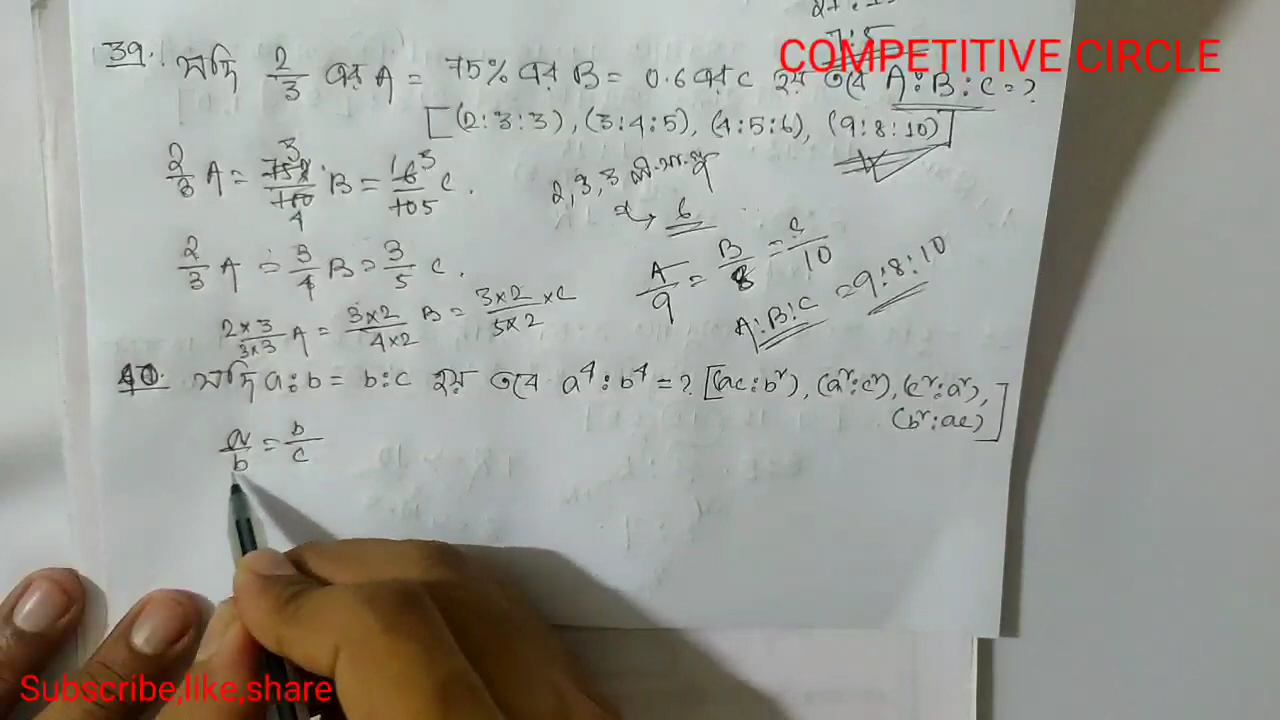 COMPETITIVE CIRCLE
39. যদি 2/3 এর A = 75% এর B = 0.6 এর C হয় তবে A:B:C = ?
[(2:3:3), (3:4:5), (4:5:6), (9:8:10)]
2/3 A = 75/100 B = 6/10 C.
2, 3, 3 ল.সা.গু
→ 6
2/3 A = 3/4 B = 3/5 C.
A/9 = B/8 = C/10
2×3/3×3 A = 3×2/4×2 B = 3×2/5×2 × C
A:B:C = 9:8:10
40. যদি a:b = b:c হয় তবে a⁴:b⁴ = ? [(ac:b²), (a²:c²), (c²:a²),
(b²:ac)]
a/b = b/c
Subscribe,like,share